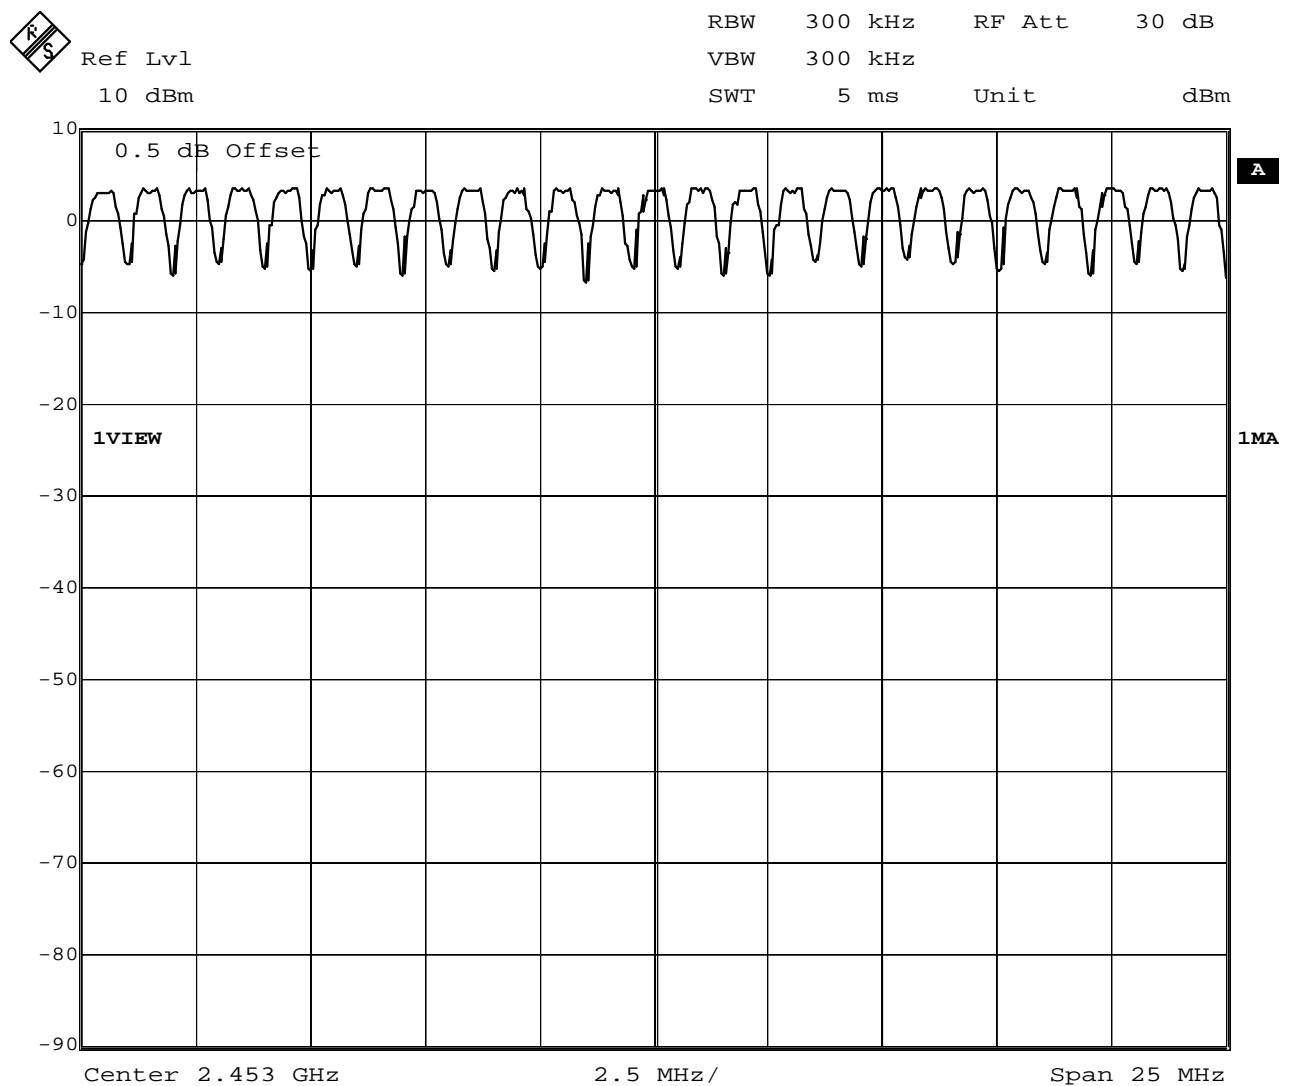 RBW 300 kHz RF Att 30 dB
R S
Ref Lvl VBW 300 kHz
10 dBm SWT 5 ms Unit dBm
10
0.5 dB Offset
A
0
-10
-20
1VIEW 1MA
-30
-40
-50
-60
-70
-80
-90
Center 2.453 GHz 2.5 MHz/ Span 25 MHz